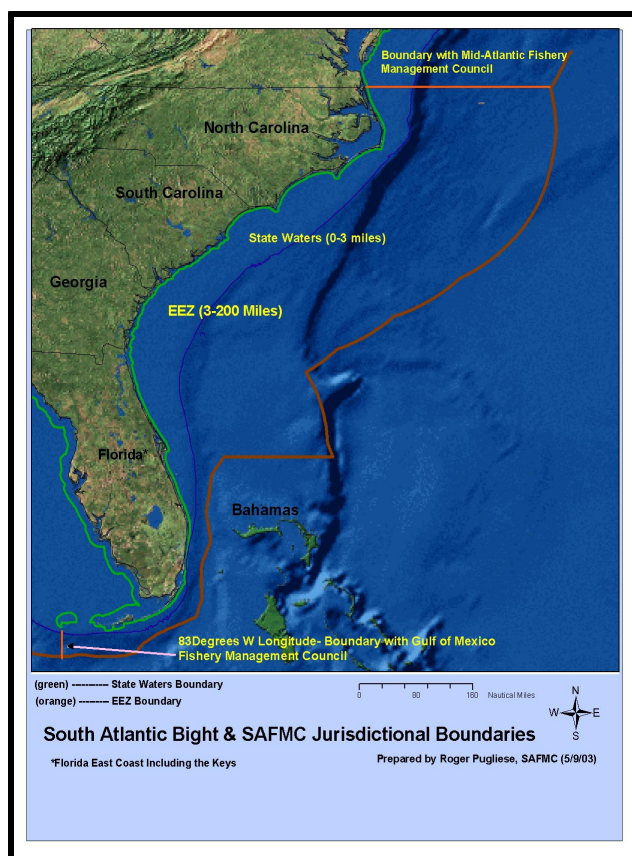 Boundary with Mid-Atlantic Fishery
Management Council
North Carolina
South Carolina
State Waters (0-3 miles)
Georgia
EEZ (3-200 Miles)
Florida*
Bahamas
83Degrees W Longitude- Boundary with Gulf of Mexico
Fishery Management Council
(green) ----------- State Waters Boundary
(orange) --------- EEZ Boundary
0 80 160 Nautical Miles
N
W E
S
South Atlantic Bight & SAFMC Jurisdictional Boundaries
*Florida East Coast Including the Keys
Prepared by Roger Pugliese, SAFMC (5/9/03)